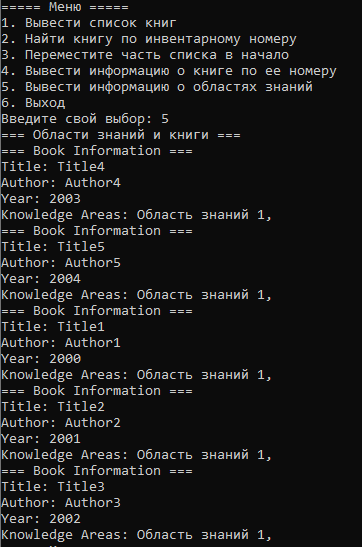 ===== Меню =====
1. Вывести список книг
2. Найти книгу по инвентарному номеру
3. Переместите часть списка в начало
4. Вывести информацию о книге по ее номеру
5. Вывести информацию о областях знаний
6. Выход
Введите свой выбор: 5
=== Области знаний и книги ===
=== Book Information ===
Title: Title4
Author: Author4
Year: 2003
Knowledge Areas: Область знаний 1,
=== Book Information ===
Title: Title5
Author: Author5
Year: 2004
Knowledge Areas: Область знаний 1,
=== Book Information ===
Title: Title1
Author: Author1
Year: 2000
Knowledge Areas: Область знаний 1,
=== Book Information ===
Title: Title2
Author: Author2
Year: 2001
Knowledge Areas: Область знаний 1,
=== Book Information ===
Title: Title3
Author: Author3
Year: 2002
Knowledge Areas: Область знаний 1,